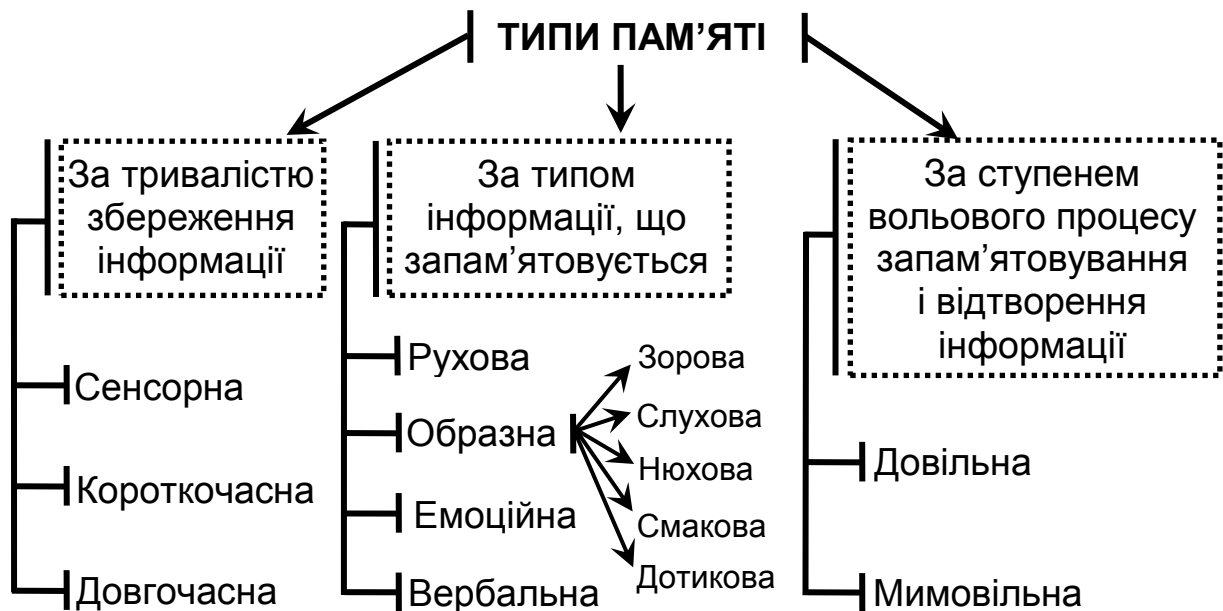 ТИПИ ПАМ’ЯТІ
За тривалістю
збереження
інформації
Сенсорна
Короткочасна
Довгочасна
За типом
інформації, що
запам’ятовується
Рухова
Образна
Емоційна
Вербальна
Зорова
Слухова
Нюхова
Смакова
Дотикова
За ступенем
вольового процесу
запам’ятовування
і відтворення
інформації
Довільна
Мимовільна